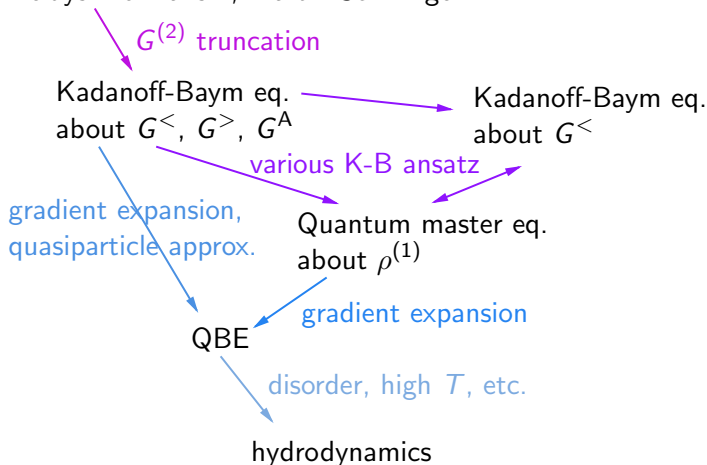 G^(2) truncation
Kadanoff-Baym eq.
about G^<, G^>, G^A
Kadanoff-Baym eq.
about G^<
various K-B ansatz
gradient expansion,
quasiparticle approx.
Quantum master eq.
about ρ^(1)
gradient expansion
QBE
disorder, high T, etc.
hydrodynamics